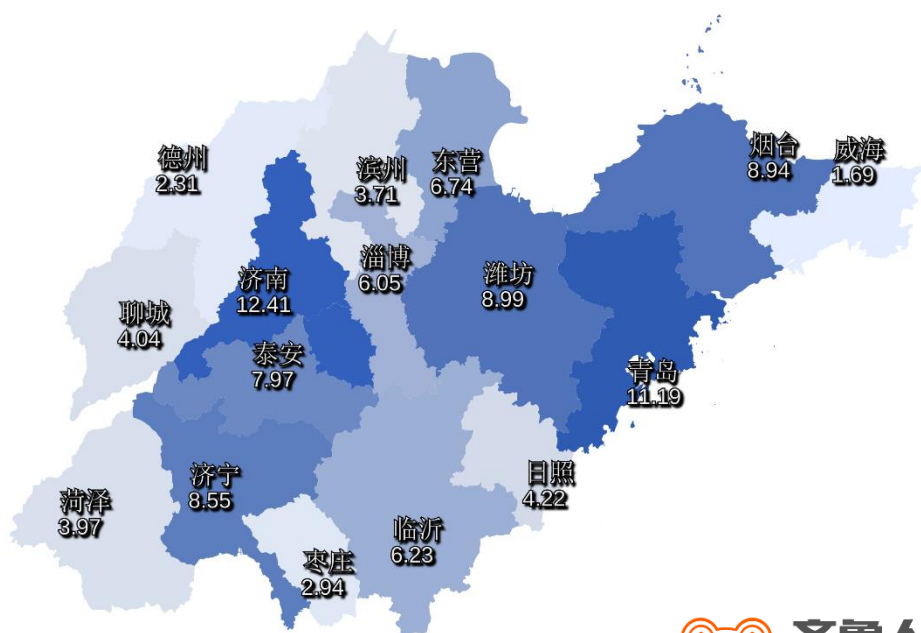 德州
2.31
滨州
3.71
东营
6.74
烟台
8.94
威海
1.69
济南
12.41
淄博
6.05
潍坊
8.99
聊城
4.04
泰安
7.97
青岛
11.19
菏泽
3.97
济宁
8.55
日照
4.22
临沂
6.23
枣庄
2.94